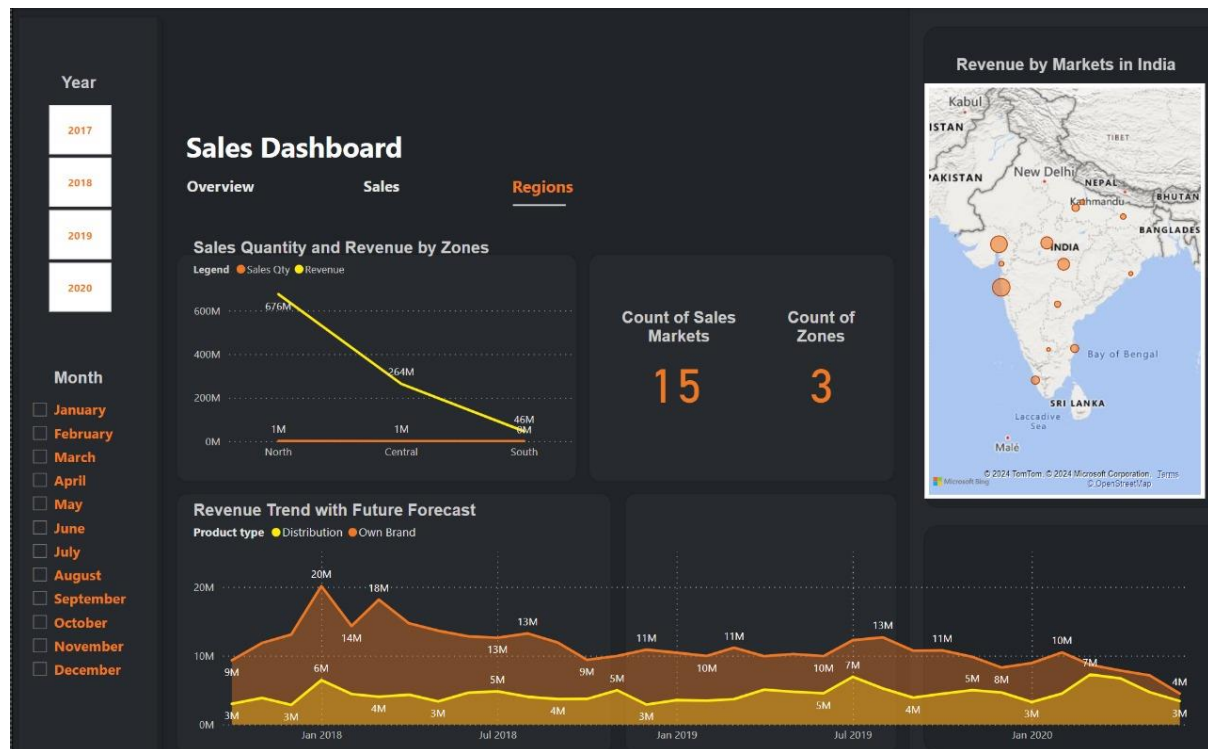 Year
2017
2018
2019
2020
Month
January
February
March
April
May
June
July
August
September
October
November
December
Sales Dashboard
Overview Sales Regions
Sales Quantity and Revenue by Zones
Legend Sales Qty Revenue
600M
400M
200M
0M
676M
264M
46M
1M
1M
0M
North Central South
Count of Sales
Markets
15
Count of
Zones
3
Revenue by Markets in India
Kabul
ISTAN
TIBET
PAKISTAN
New Delhi
NEPAL
Kathmandu
BHUTAN
BANGLADES
INDIA
Bay of Bengal
SRI LANKA
Laccadive
Sea
Malé
© 2024 TomTom, © 2024 Microsoft Corporation, Terms
© OpenStreetMap
Microsoft Bing
Revenue Trend with Future Forecast
Product type Distribution Own Brand
20M
10M
0M
9M 20M 14M 18M 13M 13M 9M 11M 10M 11M 10M 13M 11M 8M 10M 4M
3M 3M 6M 4M 3M 5M 4M 5M 3M 5M 7M 4M 5M 3M 7M 3M
Jan 2018 Jul 2018 Jan 2019 Jul 2019 Jan 2020